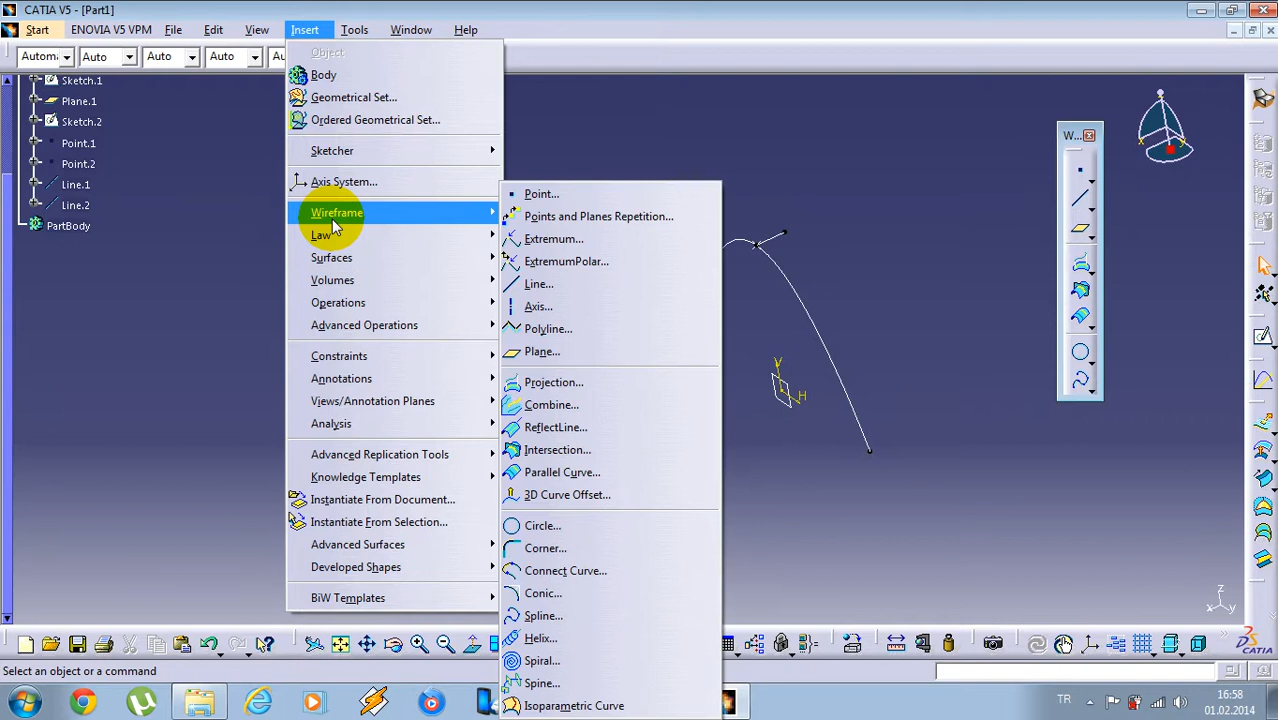 CATIA V5 - [Part1]
Start ENOVIA V5 VPM File Edit View Insert Tools Window Help
Automa Auto Auto Auto Au
Sketch.1
Plane.1
Sketch.2
Point.1
Point.2
Line.1
Line.2
PartBody
Object
Body
Geometrical Set...
Ordered Geometrical Set...
Sketcher
Axis System...
Wireframe
Law
Surfaces
Volumes
Operations
Advanced Operations
Constraints
Annotations
Views/Annotation Planes
Analysis
Advanced Replication Tools
Knowledge Templates
Instantiate From Document...
Instantiate From Selection...
Advanced Surfaces
Developed Shapes
BiW Templates
Point...
Points and Planes Repetition...
Extremum...
ExtremumPolar...
Line...
Axis...
Polyline...
Plane...
Projection...
Combine...
ReflectLine...
Intersection...
Parallel Curve...
3D Curve Offset...
Circle...
Corner...
Connect Curve...
Conic...
Spline...
Helix...
Spiral...
Spine...
Isoparametric Curve
V
H
W...
x y
z
x y
CATIA
Select an object or a command
TR
16:58
01.02.2014